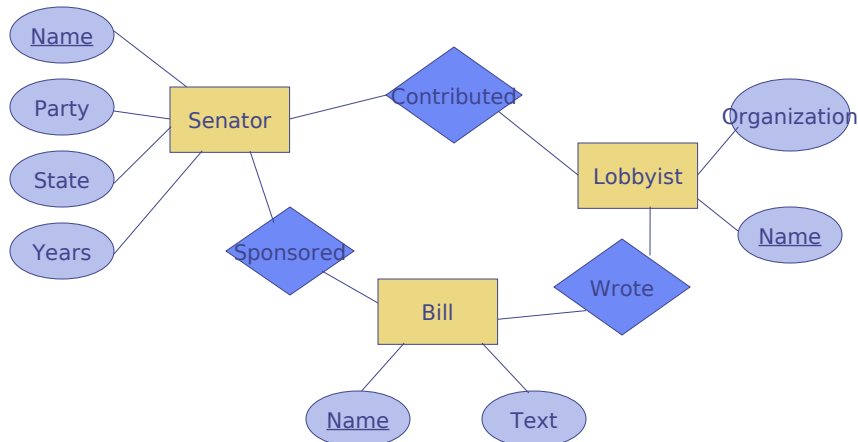 Name
Party
State
Years
Senator
Contributed
Organization
Lobbyist
Name
Sponsored
Wrote
Bill
Name
Text